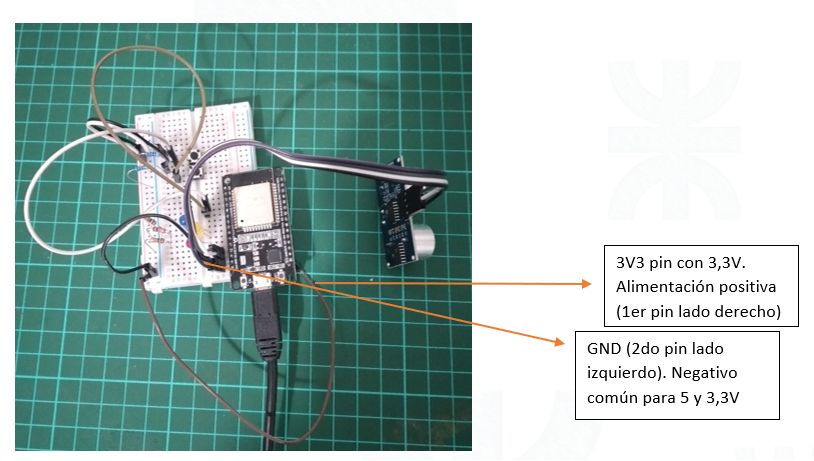 3V3 pin con 3,3V.
Alimentación positiva
(1er pin lado derecho)
GND (2do pin lado
izquierdo). Negativo
común para 5 y 3,3V